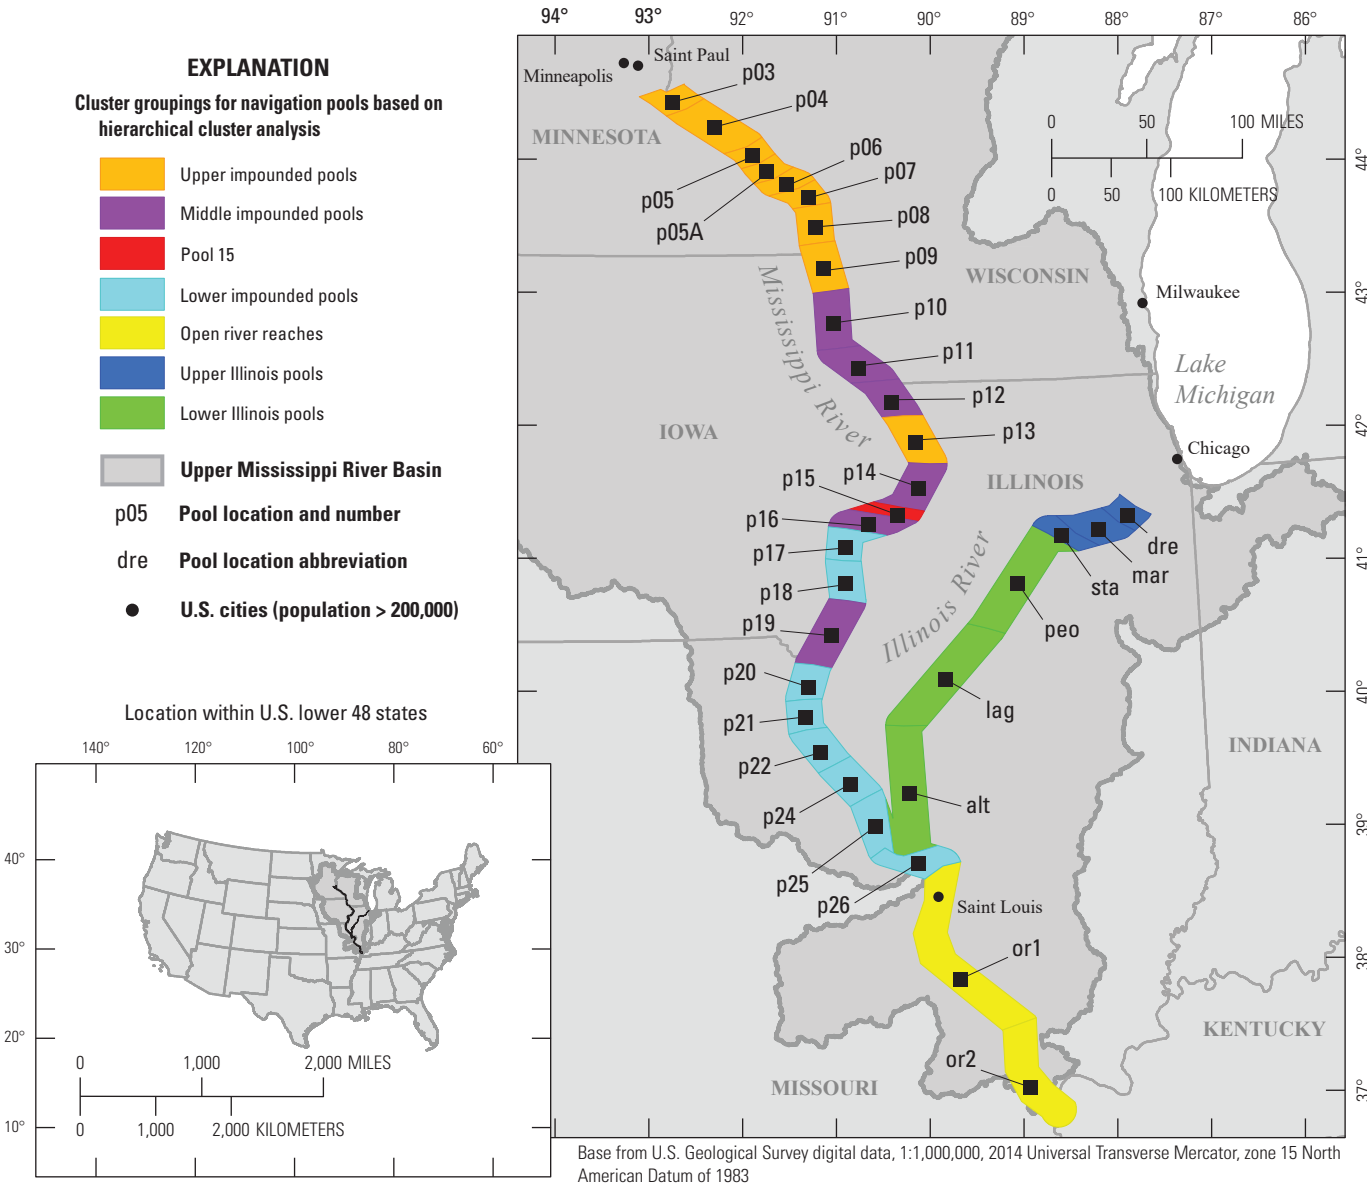 EXPLANATION
Cluster groupings for navigation pools based on
hierarchical cluster analysis
Upper impounded pools
Middle impounded pools
Pool 15
Lower impounded pools
Open river reaches
Upper Illinois pools
Lower Illinois pools
Upper Mississippi River Basin
p05 Pool location and number
dre Pool location abbreviation
U.S. cities (population > 200,000)
Location within U.S. lower 48 states
140° 120° 100° 80° 60°
40°
30°
20°
10°
0 1,000 2,000 MILES
0 1,000 2,000 KILOMETERS
94° 93° 92° 91° 90° 89° 88° 87° 86°
44°
43°
42°
41°
40°
39°
38°
37°
0 50 100 MILES
0 50 100 KILOMETERS
Saint Paul
Minneapolis
MINNESOTA
p03
p04
p06
p05
p07
p05A
p08
p09
Mississippi River
WISCONSIN
Milwaukee
p10
p11
Lake
Michigan
p12
IOWA
p13
Chicago
p14
p15
ILLINOIS
p16
p17
dre
mar
sta
p18
Illinois River
p19
peo
p20
lag
p21
INDIANA
p22
p24
alt
p25
p26
Saint Louis
or1
KENTUCKY
or2
MISSOURI
Base from U.S. Geological Survey digital data, 1:1,000,000, 2014 Universal Transverse Mercator, zone 15 North
American Datum of 1983